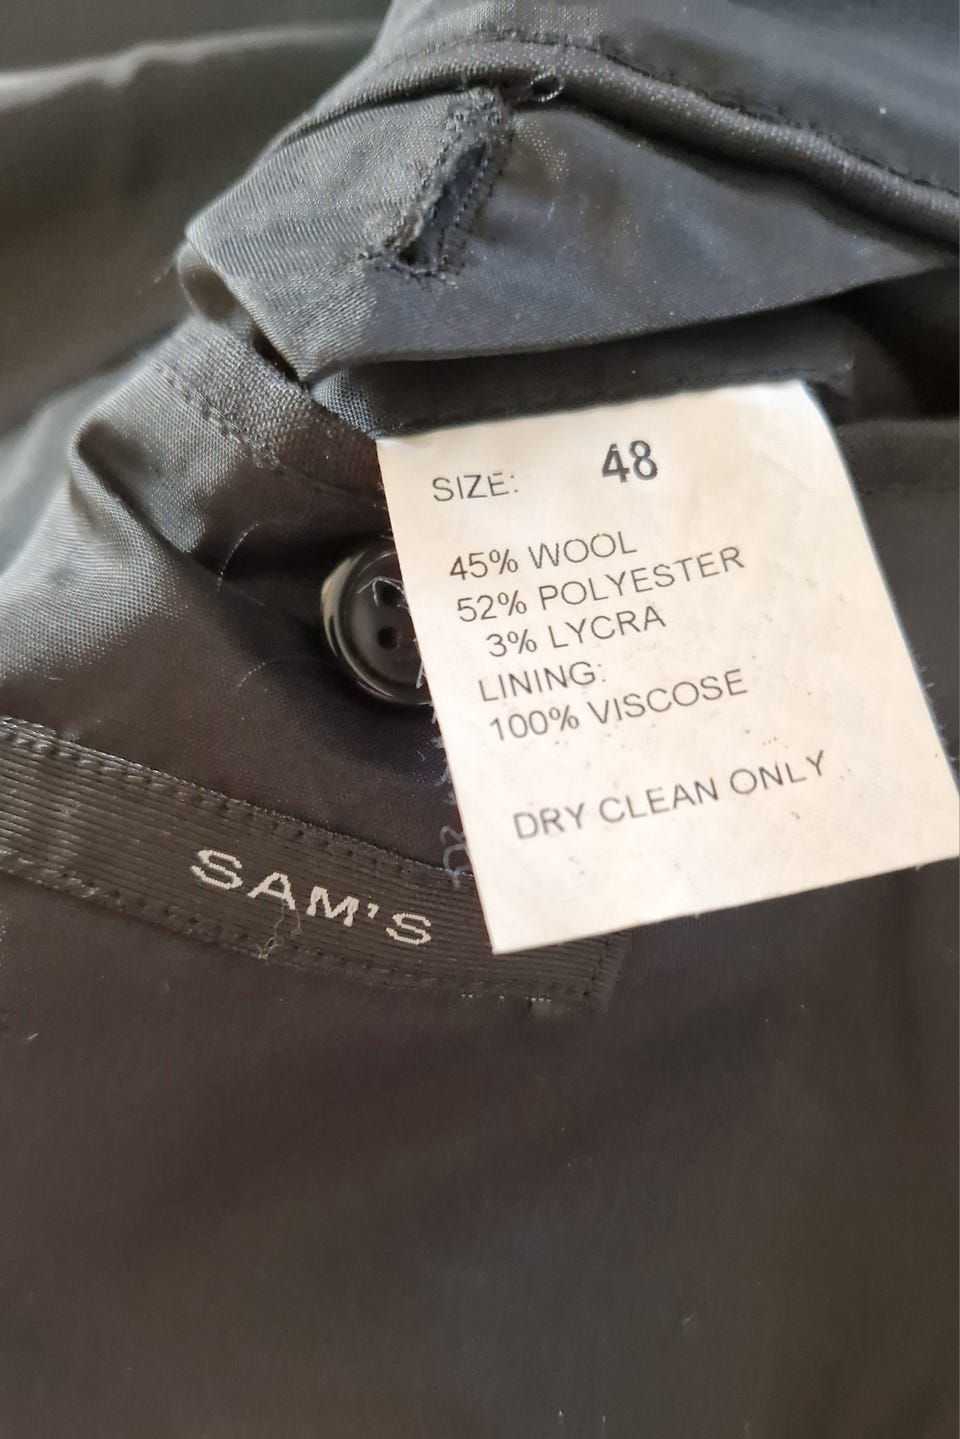 SIZE: 48
45% WOOL
52% POLYESTER
3% LYCRA
LINING:
100% VISCOSE
DRY CLEAN ONLY
SAM'S